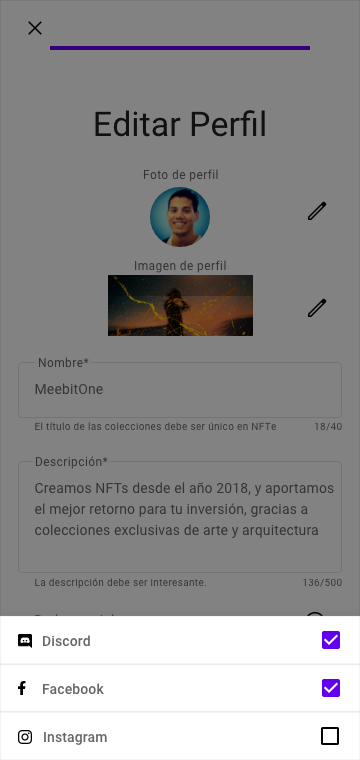 Editar Perfil
Foto de perfil
Imagen de perfil
Nombre*
MeebitOne
El título de las colecciones debe ser único en NFTe 18/40
Descripción*
Creamos NFTs desde el año 2018, y aportamos
el mejor retorno para tu inversión, gracias a
colecciones exclusivas de arte y arquitectura
La descripción debe ser interesante. 136/500
Discord
Facebook
Instagram